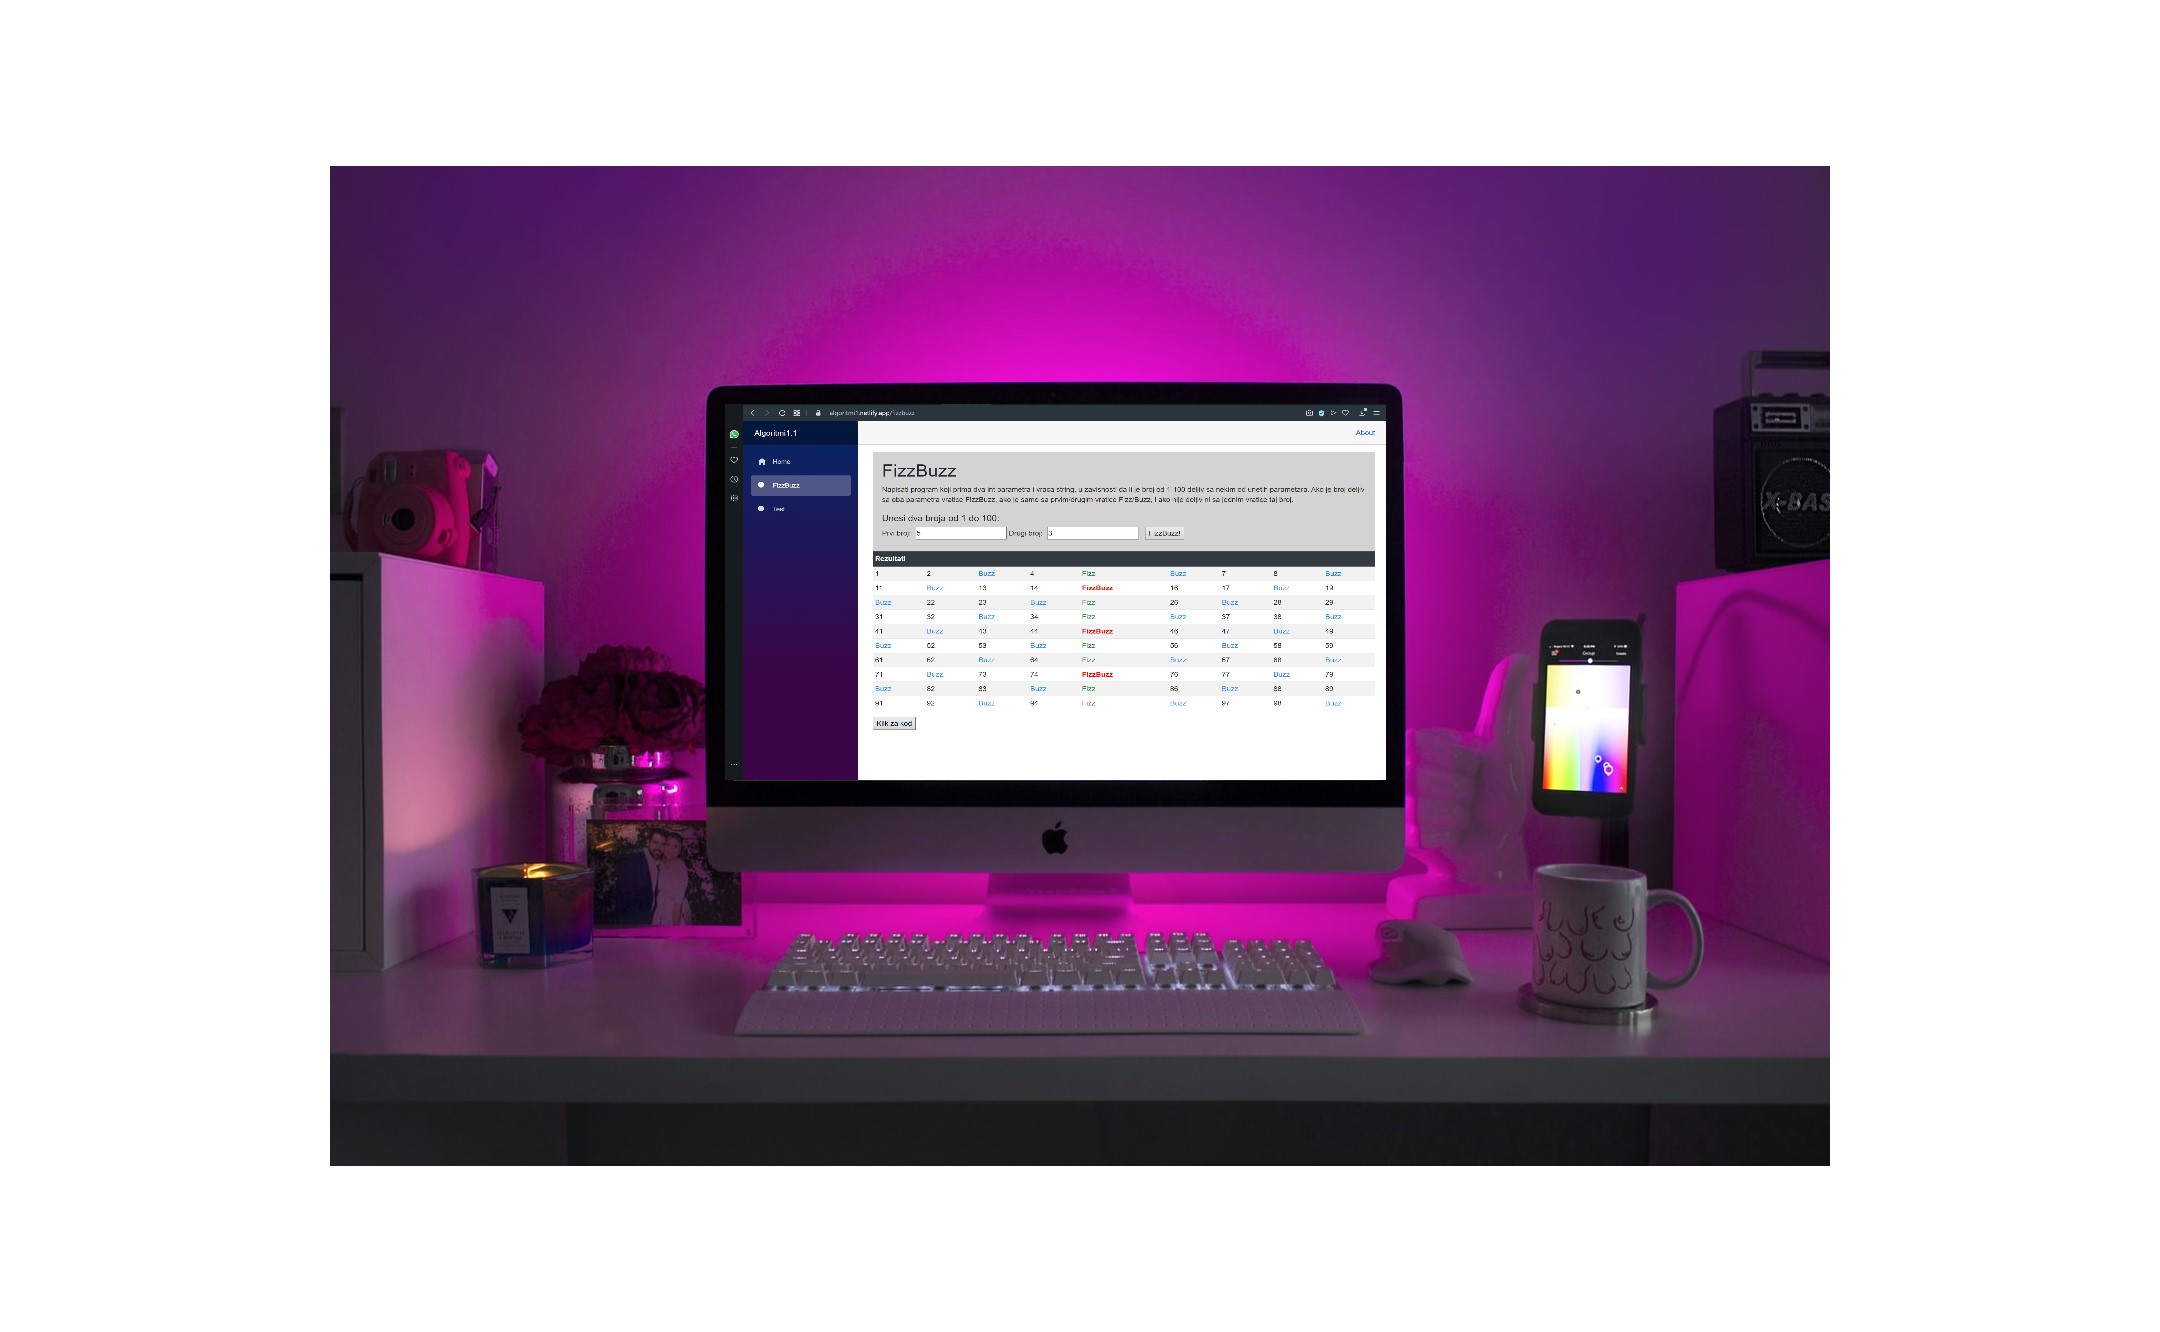 algoritmi1.netlify.app/fizzbuzz
Algoritmi1.1
About
Home
FizzBuzz
Test
FizzBuzz
Napisati program koji prima dva int parametra i vraca string, u zavisnosti da li je broj od 1-100 deljiv sa nekim od unetih parametara. Ako je broj deljiv
sa oba parametra vratice FizzBuzz, ako je samo sa prvim/drugim vratice Fizz/Buzz, i ako nije deljiv ni sa jednim vratice taj broj.
Unesi dva broja od 1 do 100:
Prvi broj: 5 Drugi broj: 3 FizzBuzz!
Rezultati
1 2 Buzz 4 Fizz Buzz 7 8 Buzz
11 Buzz 13 14 FizzBuzz 16 17 Buzz 19
Buzz 22 23 Buzz Fizz 26 Buzz 28 29
31 32 Buzz 34 Fizz Buzz 37 38 Buzz
41 Buzz 43 44 FizzBuzz 46 47 Buzz 49
Buzz 52 53 Buzz Fizz 56 Buzz 58 59
61 62 Buzz 64 Fizz Buzz 67 68 Buzz
71 Buzz 73 74 FizzBuzz 76 77 Buzz 79
Buzz 82 83 Buzz Fizz 86 Buzz 88 89
91 92 Buzz 94 Fizz Buzz 97 98 Buzz
Klik za kod
X-BAS
Group